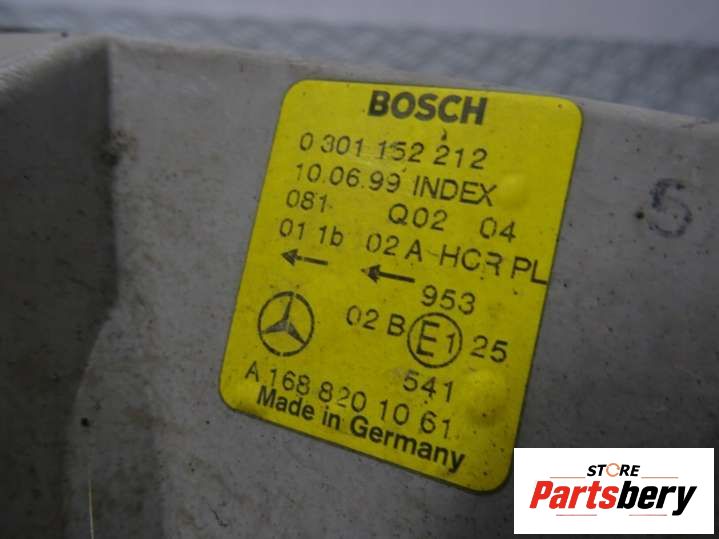 BOSCH
0 301 152 212
10.06.99 INDEX
081 Q02 04
01 1b 02 A HCR PL
953
02 B E1 25
541
A 168 820 10 61
Made in Germany
5
STORE
Partsbery